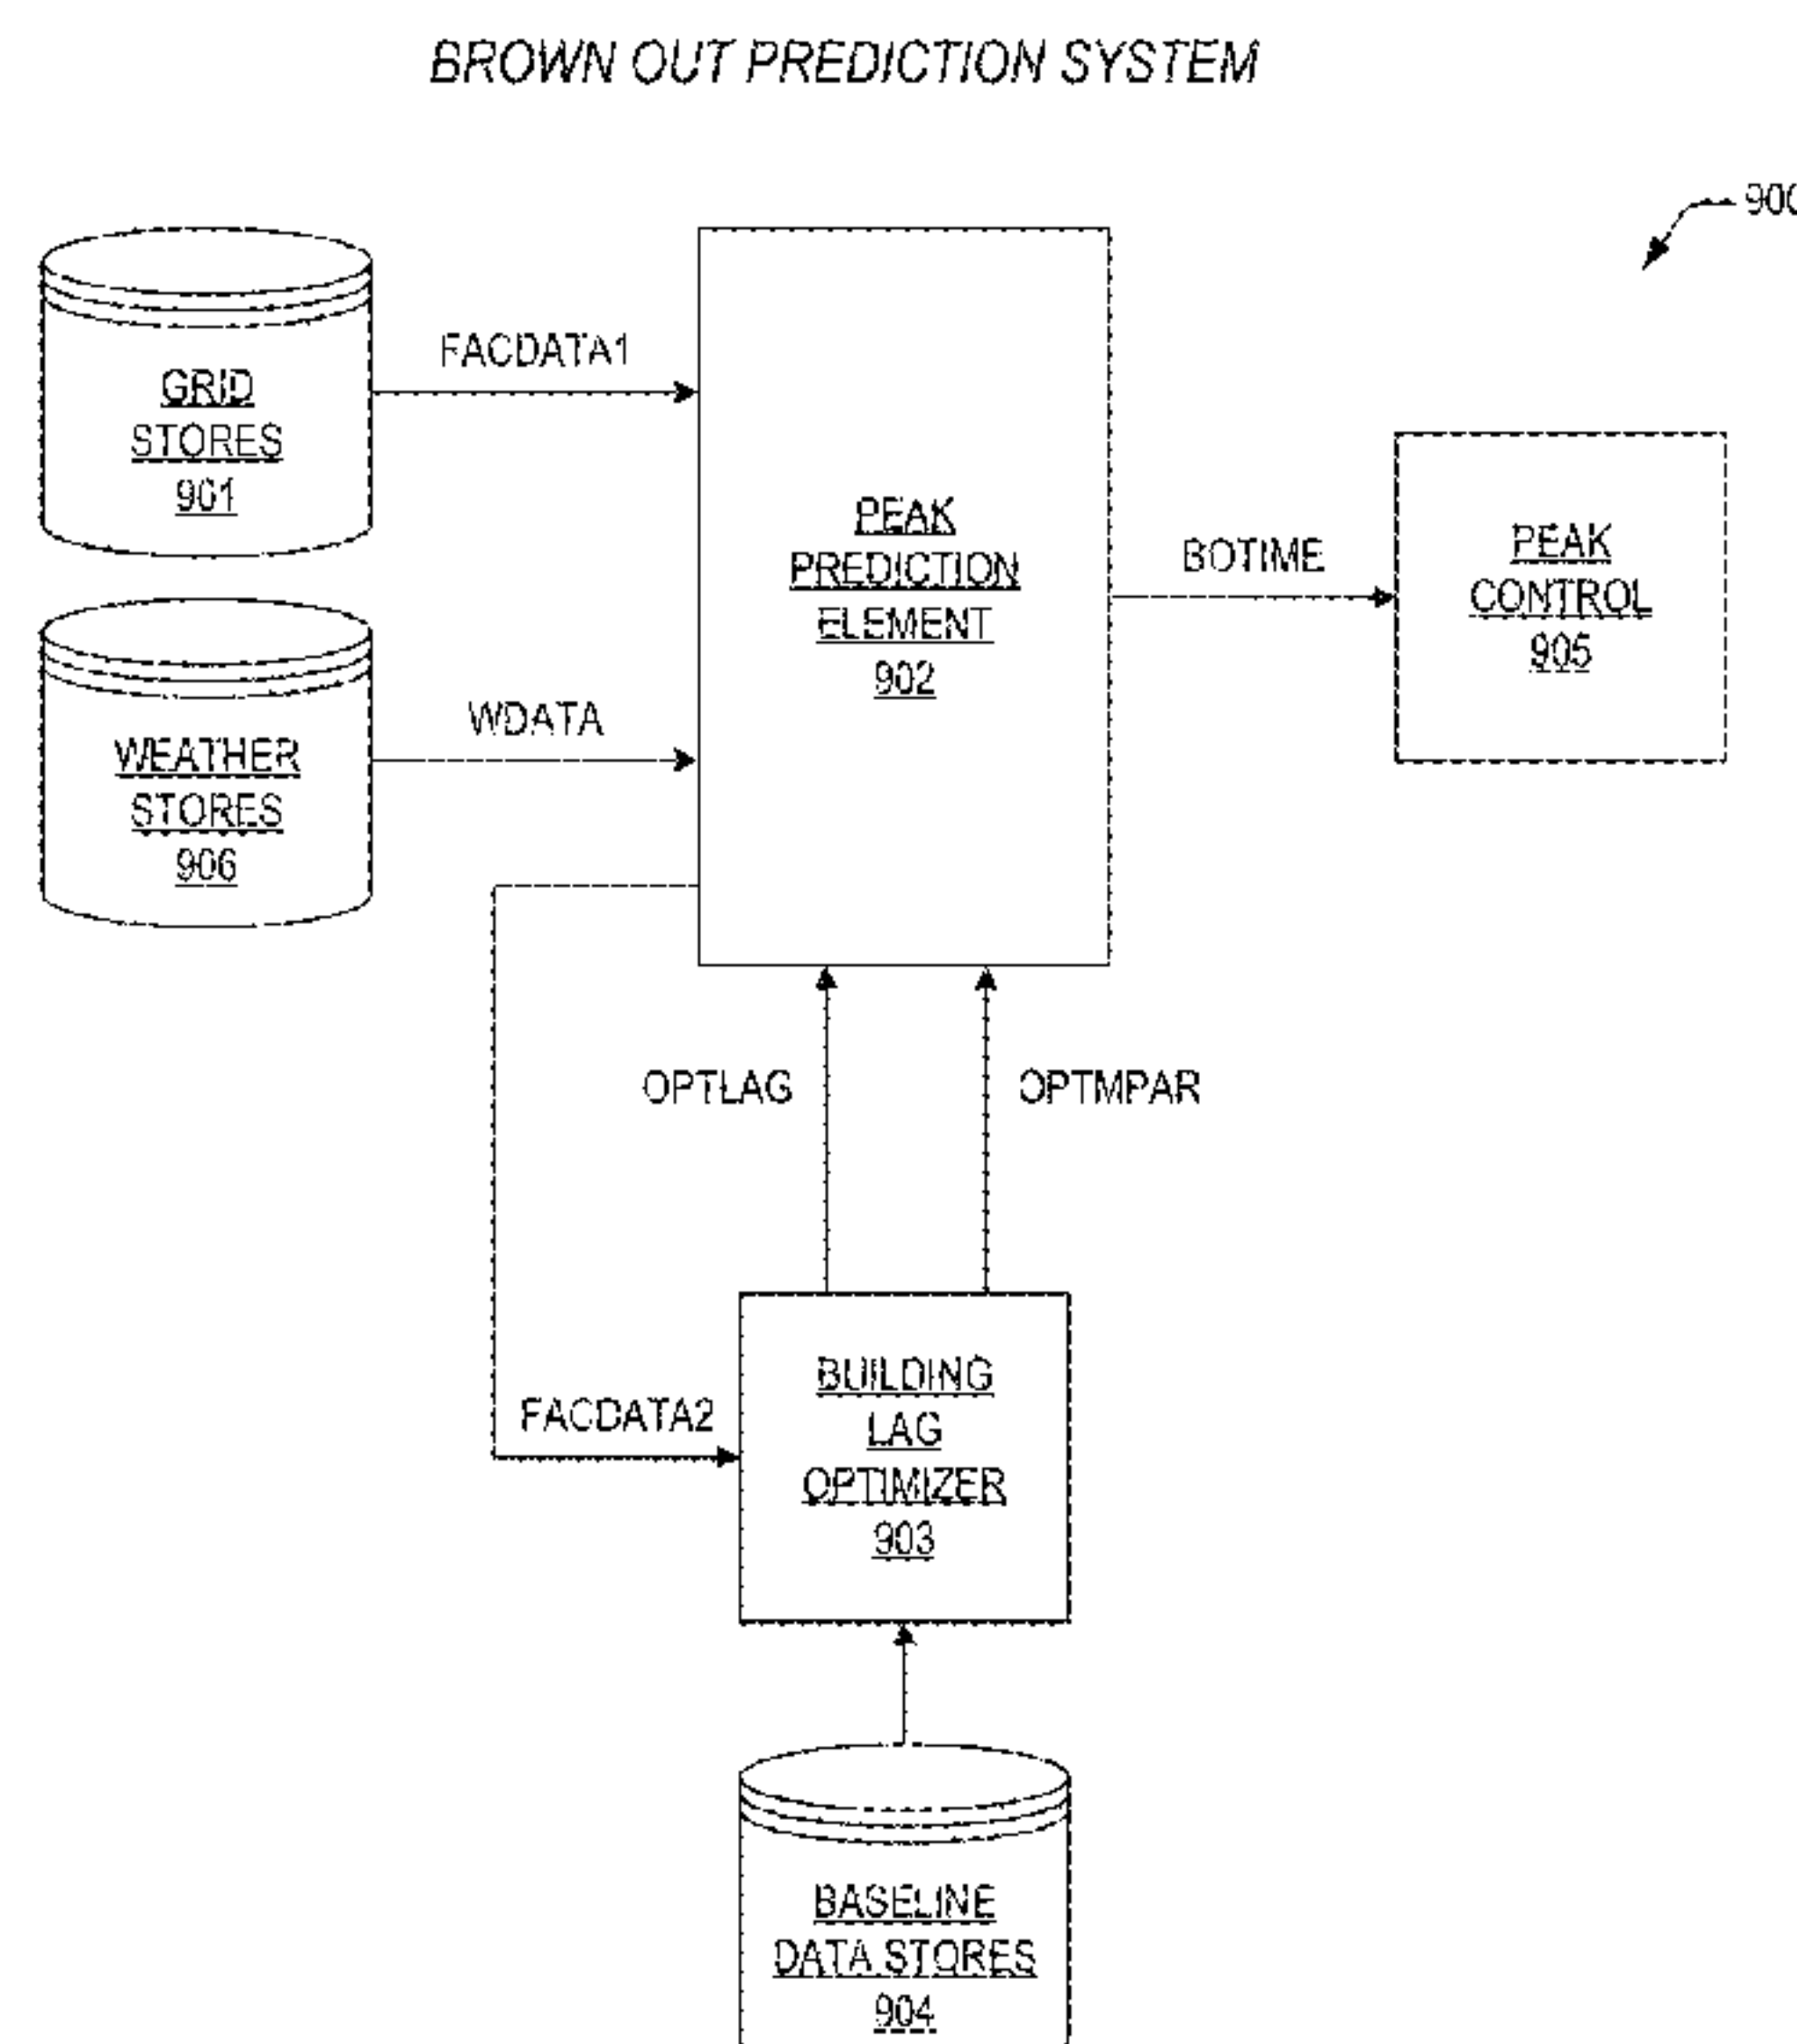 BROWN OUT PREDICTION SYSTEM
900
GRID
STORES
901
FACDATA1
PEAK
PREDICTION
ELEMENT
902
BOTIME
PEAK
CONTROL
905
WEATHER
STORES
906
WDATA
OPTLAG
OPTMPAR
FACDATA2
BUILDING
LAG
OPTIMIZER
903
BASELINE
DATA STORES
904